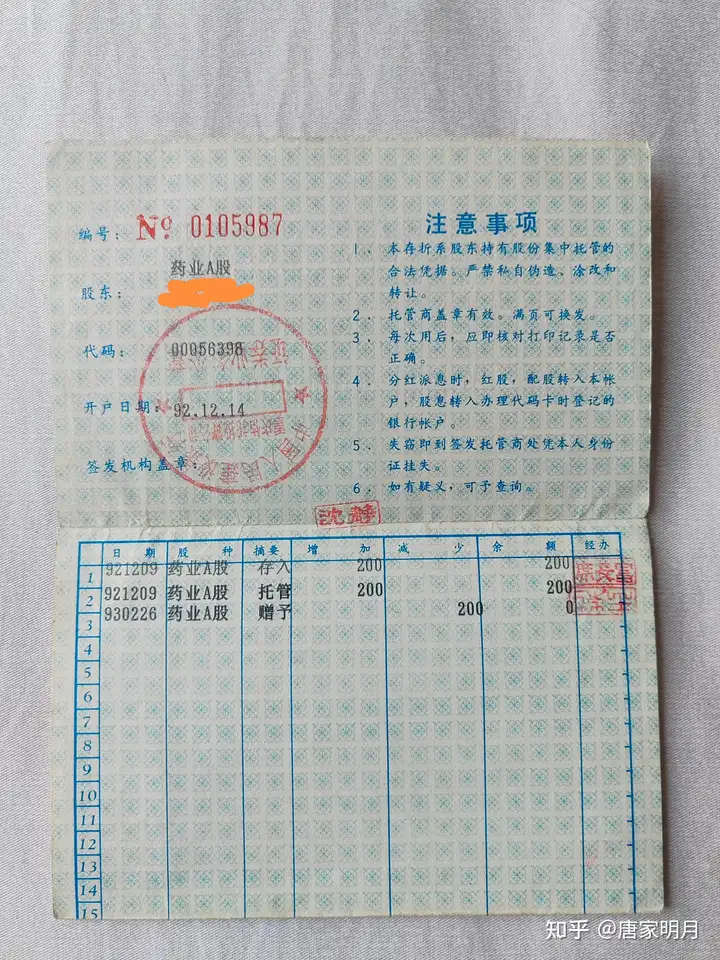 编号: № 0105987
药业A股
股东:
代码: 00056398
开户日期: 92.12.14
签发机构盖章:
注意事项
1. 本存折系股东持有股份集中托管的
合法凭据。严禁私自伪造、涂改和
转让。
2. 托管商盖章有效。满页可换发。
3. 每次用后,应即核对打印记录是否
正确。
4. 分红派息时,红股,配股转入本帐
户,股息转入办理代码卡时登记的
银行帐户。
5. 失窃即到签发托管商处凭本人身份
证挂失。
6. 如有疑义,可予查询。
沈静
日期 股种 摘要 增加 减少 余额 经办
1 921209 药业A股 存入 200 200
2 921209 药业A股 托管 200 200
3 930226 药业A股 赠予 200 0
4
5
6
7
8
9
10
11
12
13
14
15
知乎 @唐家明月